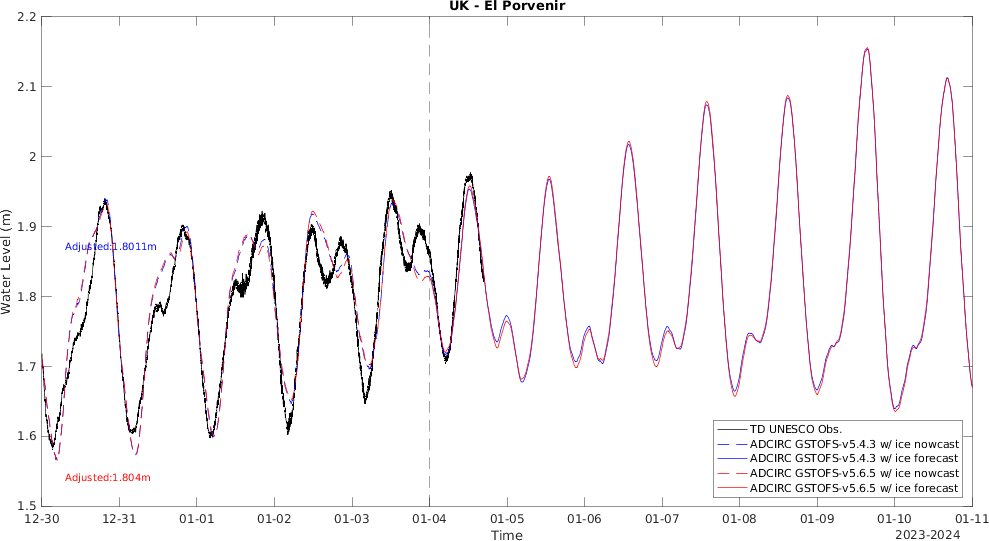 UK - El Porvenir
2.2
2.1
2
1.9
1.8
1.7
1.6
1.5
Water Level (m)
Adjusted:1.8011m
Adjusted:1.804m
TD UNESCO Obs.
ADCIRC GSTOFS-v5.4.3 w/ ice nowcast
ADCIRC GSTOFS-v5.4.3 w/ ice forecast
ADCIRC GSTOFS-v5.6.5 w/ ice nowcast
ADCIRC GSTOFS-v5.6.5 w/ ice forecast
12-30 12-31 01-01 01-02 01-03 01-04 01-05 01-06 01-07 01-08 01-09 01-10 01-11
Time
2023-2024